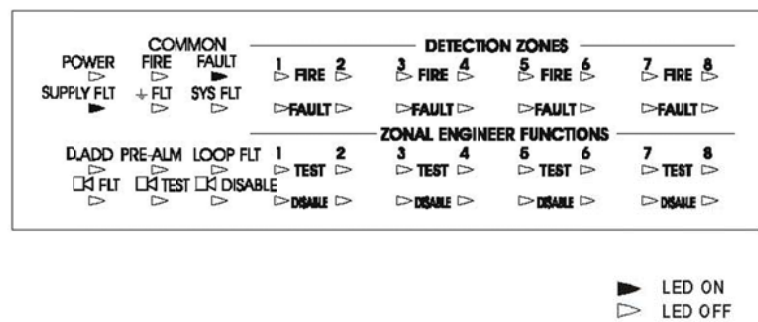 COMMON
DETECTION ZONES
POWER FIRE FAULT 1 FIRE 2 3 FIRE 4 5 FIRE 6 7 FIRE 8
SUPPLY FLT FLT SYS FLT FAULT FAULT FAULT FAULT
ZONAL ENGINEER FUNCTIONS
D.ADD PRE-ALM LOOP FLT 1 TEST 2 3 TEST 4 5 TEST 6 7 TEST 8
FLT TEST DISABLE DISABLE DISABLE DISABLE DISABLE
LED ON
LED OFF